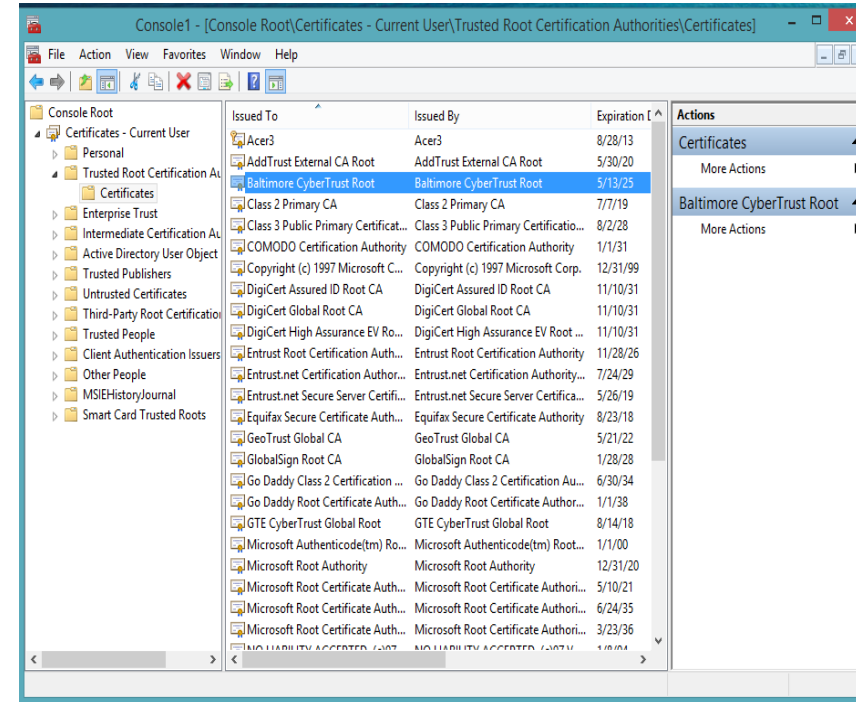 Console1 - [Console Root\Certificates - Current User\Trusted Root Certification Authorities\Certificates]
File Action View Favorites Window Help
Console Root
Certificates - Current User
Personal
Trusted Root Certification Au
Certificates
Enterprise Trust
Intermediate Certification Au
Active Directory User Object
Trusted Publishers
Untrusted Certificates
Third-Party Root Certification
Trusted People
Client Authentication Issuers
Other People
MSIEHistoryJournal
Smart Card Trusted Roots
Issued To Issued By Expiration D
Acer3 Acer3 8/28/13
AddTrust External CA Root AddTrust External CA Root 5/30/20
Baltimore CyberTrust Root Baltimore CyberTrust Root 5/13/25
Class 2 Primary CA Class 2 Primary CA 7/7/19
Class 3 Public Primary Certificat... Class 3 Public Primary Certificatio... 8/2/28
COMODO Certification Authority COMODO Certification Authority 1/1/31
Copyright (c) 1997 Microsoft C... Copyright (c) 1997 Microsoft Corp. 12/31/99
DigiCert Assured ID Root CA DigiCert Assured ID Root CA 11/10/31
DigiCert Global Root CA DigiCert Global Root CA 11/10/31
DigiCert High Assurance EV Ro... DigiCert High Assurance EV Root ... 11/10/31
Entrust Root Certification Auth... Entrust Root Certification Authority 11/28/26
Entrust.net Certification Author... Entrust.net Certification Authority... 7/24/29
Entrust.net Secure Server Certifi... Entrust.net Secure Server Certifica... 5/26/19
Equifax Secure Certificate Auth... Equifax Secure Certificate Authority 8/23/18
GeoTrust Global CA GeoTrust Global CA 5/21/22
GlobalSign Root CA GlobalSign Root CA 1/28/28
Go Daddy Class 2 Certification ... Go Daddy Class 2 Certification Au... 6/30/34
Go Daddy Root Certificate Auth... Go Daddy Root Certificate Author... 1/1/38
GTE CyberTrust Global Root GTE CyberTrust Global Root 8/14/18
Microsoft Authenticode(tm) Ro... Microsoft Authenticode(tm) Root... 1/1/00
Microsoft Root Authority Microsoft Root Authority 12/31/20
Microsoft Root Certificate Auth... Microsoft Root Certificate Authori... 5/10/21
Microsoft Root Certificate Auth... Microsoft Root Certificate Authori... 6/24/35
Microsoft Root Certificate Auth... Microsoft Root Certificate Authori... 3/23/36
NO LIABILITY ACCEPTED, (c)97 NO LIABILITY ACCEPTED, (c)97 V 1/8/04
Actions
Certificates
More Actions
Baltimore CyberTrust Root
More Actions